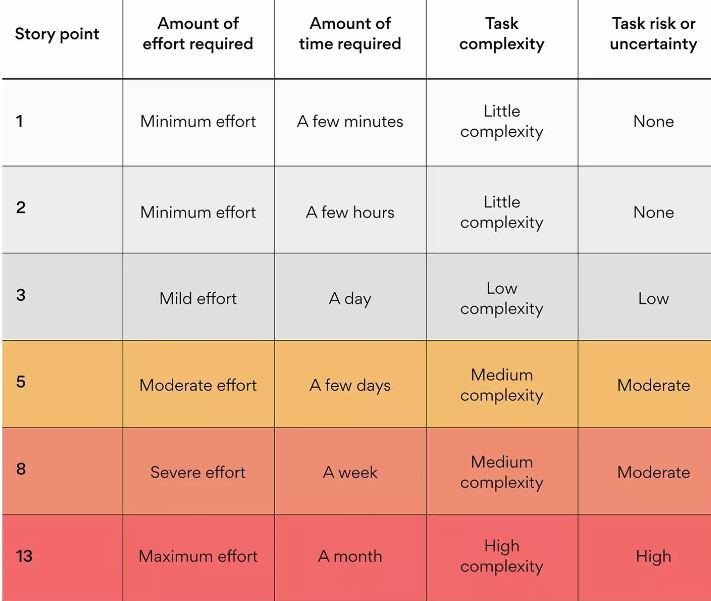 Story point
Amount of
effort required
Amount of
time required
Task
complexity
Task risk or
uncertainty
1
Minimum effort
A few minutes
Little
complexity
None
2
Minimum effort
A few hours
Little
complexity
None
3
Mild effort
A day
Low
complexity
Low
5
Moderate effort
A few days
Medium
complexity
Moderate
8
Severe effort
A week
Medium
complexity
Moderate
13
Maximum effort
A month
High
complexity
High